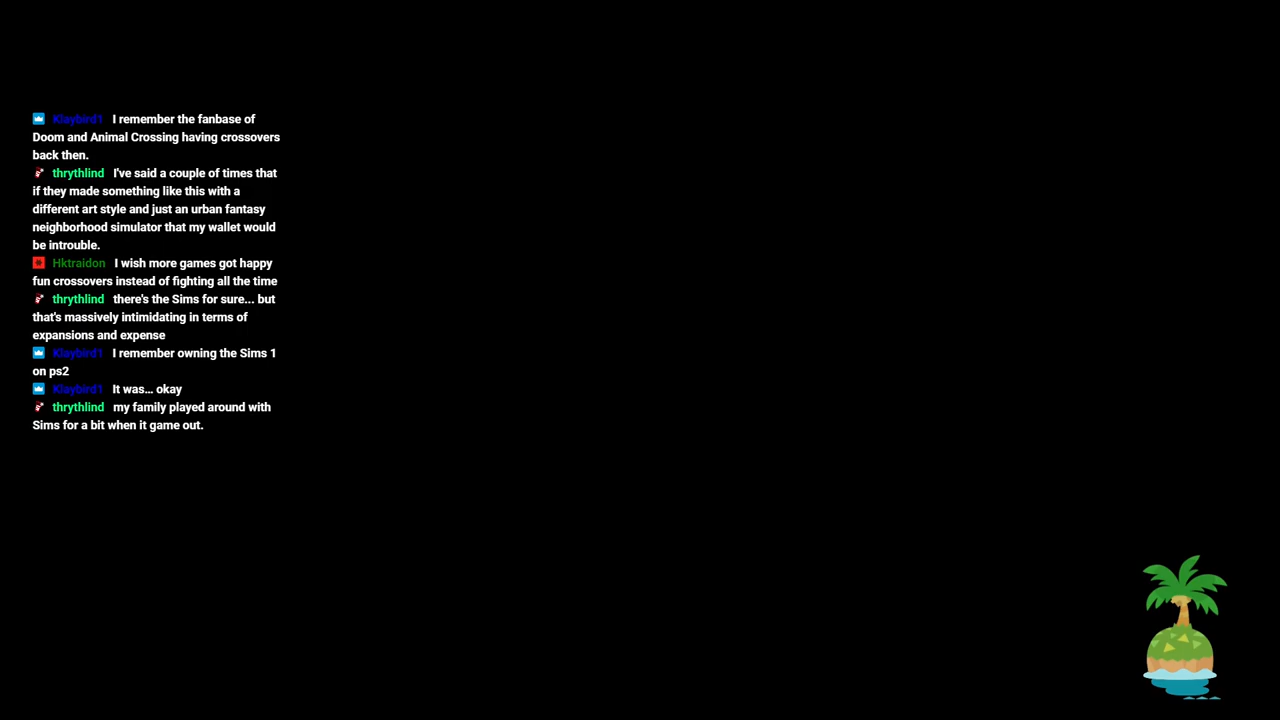 Klaybird1 I remember the fanbase of
Doom and Animal Crossing having crossovers
back then.
thrythlind I've said a couple of times that
if they made something like this with a
different art style and just an urban fantasy
neighborhood simulator that my wallet would
be introuble.
Hktraidon I wish more games got happy
fun crossovers instead of fighting all the time
thrythlind there's the Sims for sure... but
that's massively intimidating in terms of
expansions and expense
Klaybird1 I remember owning the Sims 1
on ps2
Klaybird1 It was... okay
thrythlind my family played around with
Sims for a bit when it game out.